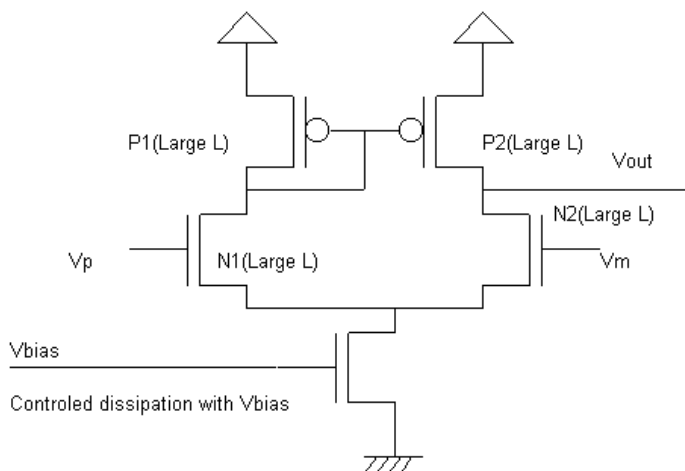 P1(Large L)
P2(Large L)
Vout
N2(Large L)
Vp
N1(Large L)
Vm
Vbias
Controled dissipation with Vbias